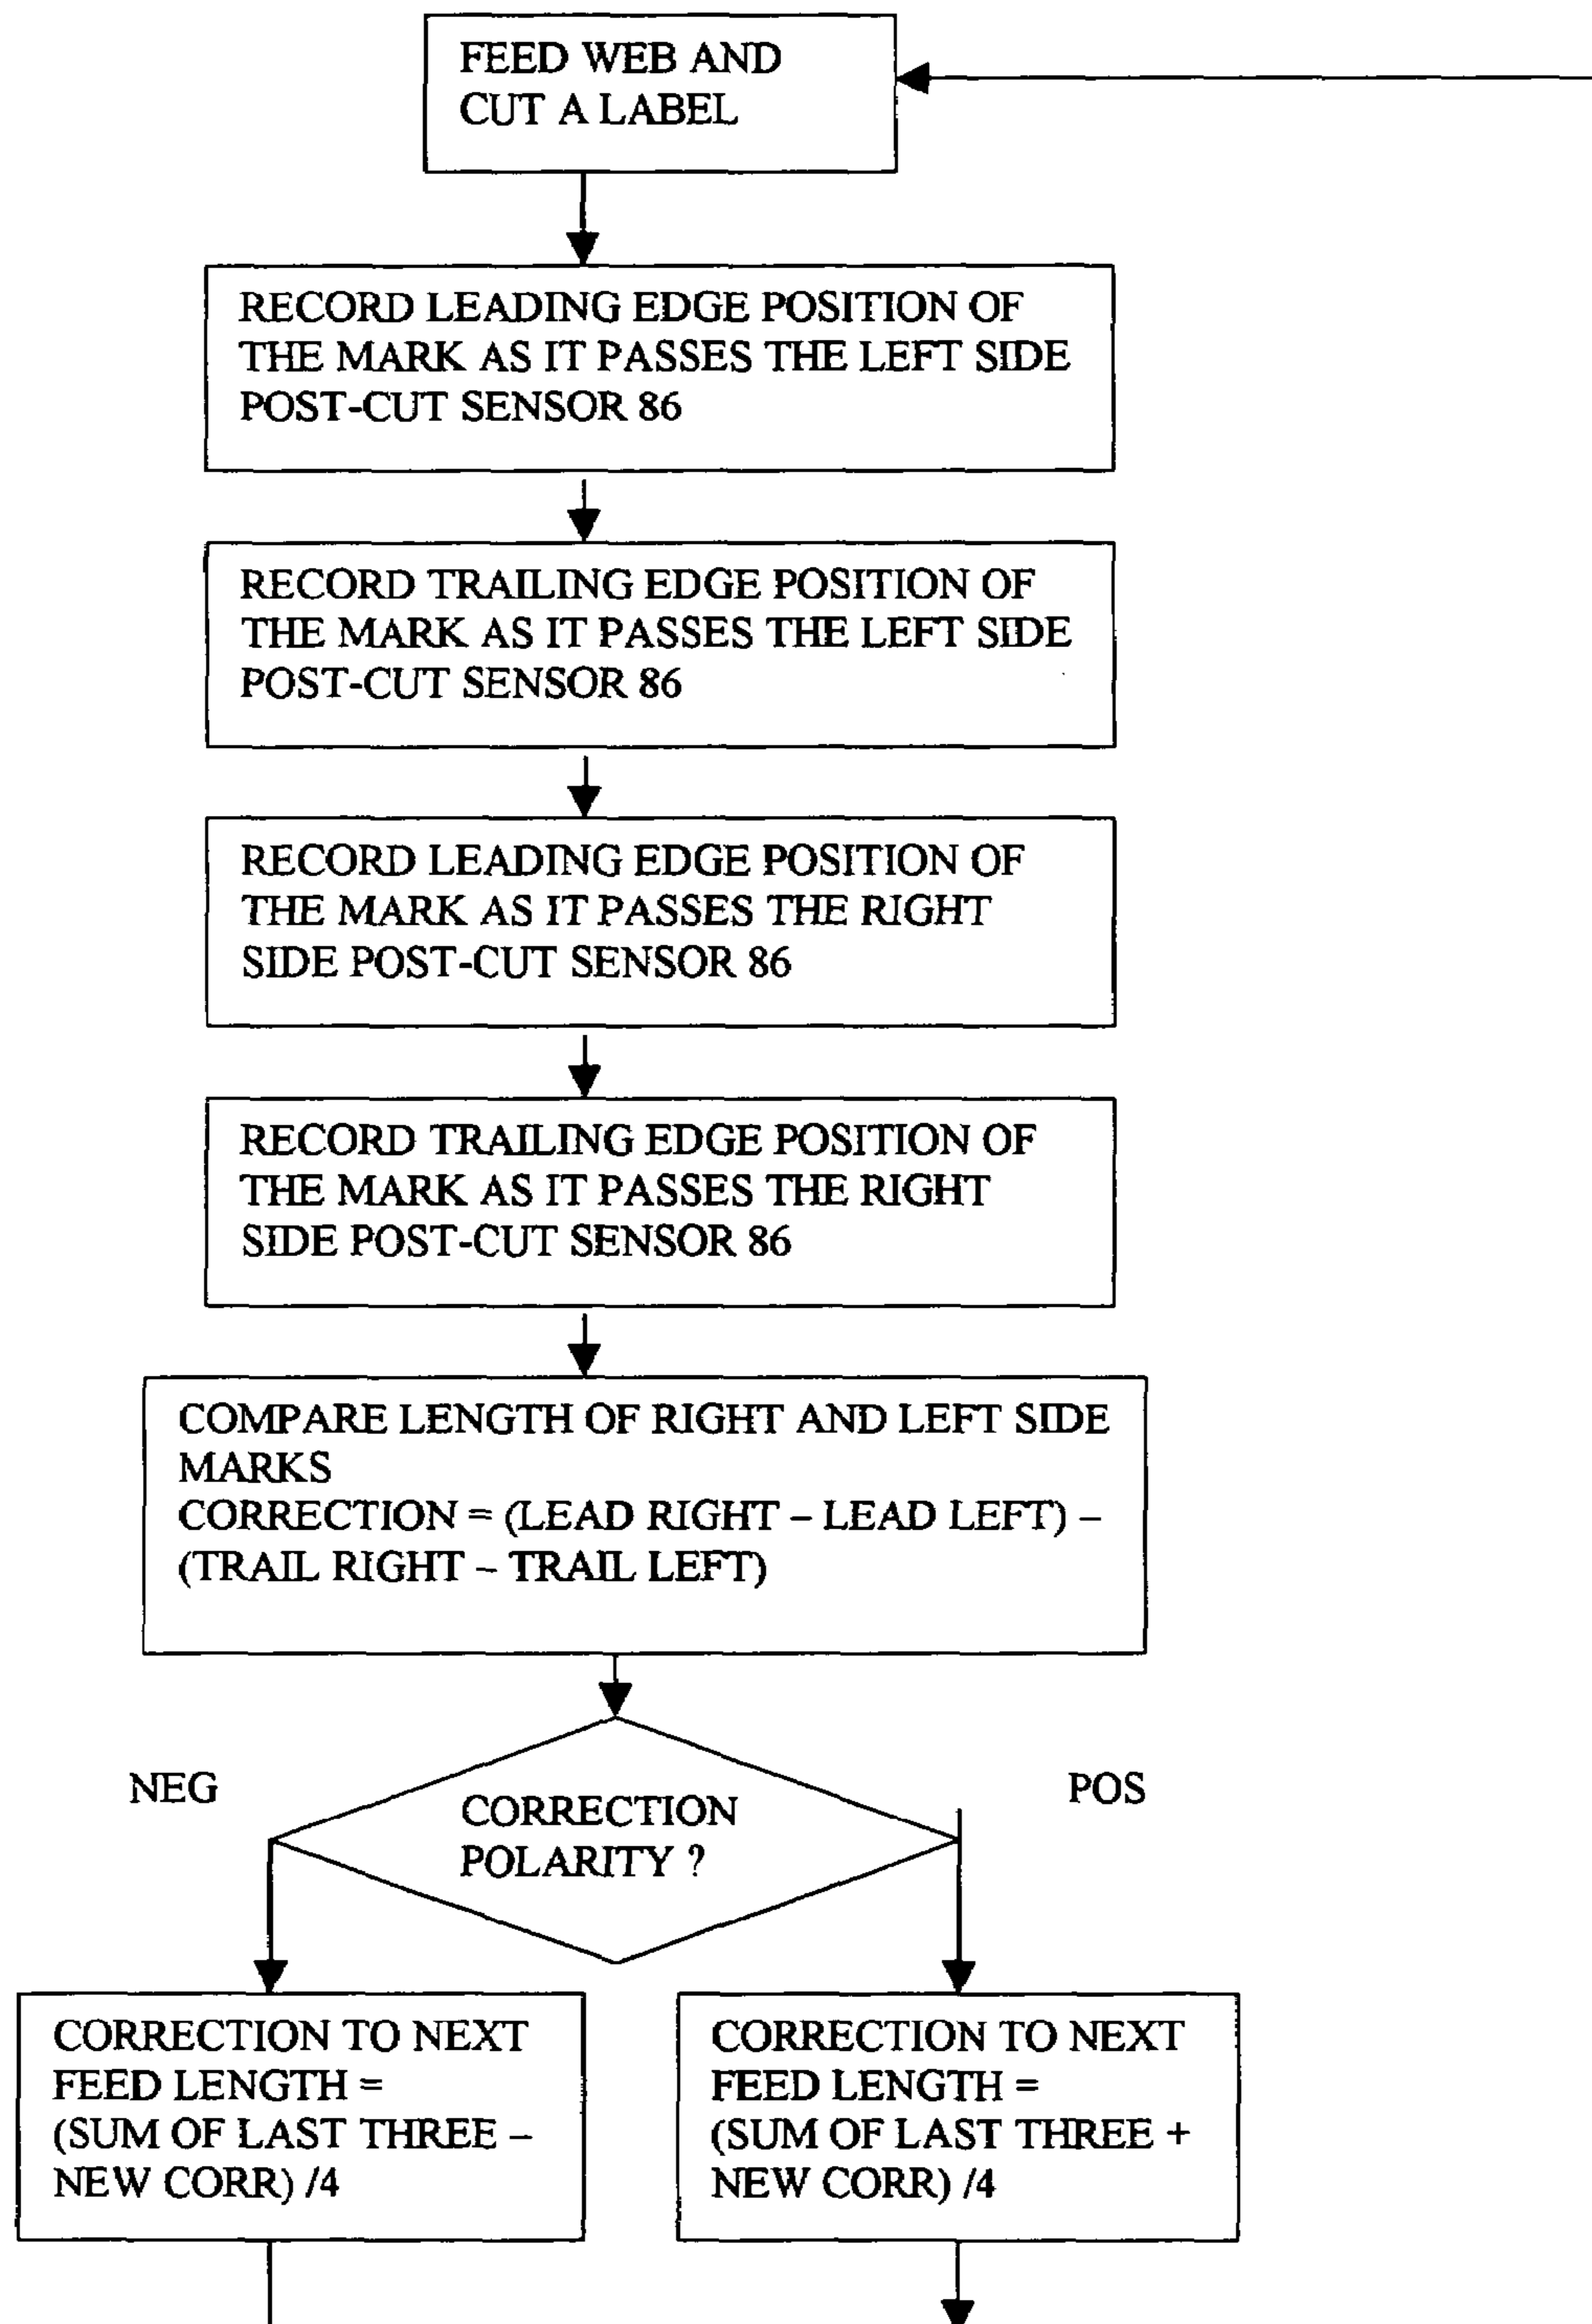 FEED WEB AND
CUT A LABEL
RECORD LEADING EDGE POSITION OF
THE MARK AS IT PASSES THE LEFT SIDE
POST-CUT SENSOR 86
RECORD TRAILING EDGE POSITION OF
THE MARK AS IT PASSES THE LEFT SIDE
POST-CUT SENSOR 86
RECORD LEADING EDGE POSITION OF
THE MARK AS IT PASSES THE RIGHT
SIDE POST-CUT SENSOR 86
RECORD TRAILING EDGE POSITION OF
THE MARK AS IT PASSES THE RIGHT
SIDE POST-CUT SENSOR 86
COMPARE LENGTH OF RIGHT AND LEFT SIDE
MARKS
CORRECTION = (LEAD RIGHT – LEAD LEFT) –
(TRAIL RIGHT – TRAIL LEFT)
NEG
POS
CORRECTION
POLARITY ?
CORRECTION TO NEXT
FEED LENGTH =
(SUM OF LAST THREE –
NEW CORR) /4
CORRECTION TO NEXT
FEED LENGTH =
(SUM OF LAST THREE +
NEW CORR) /4